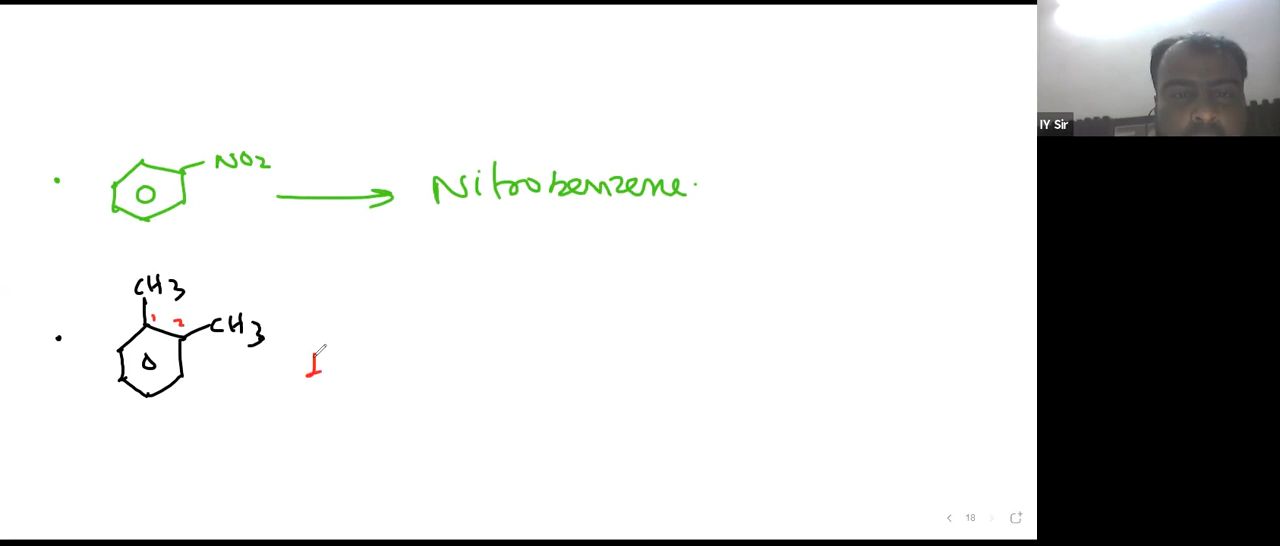 NO2
Nitrobenzene.
CH3
1 2
CH3
I
IY Sir
18